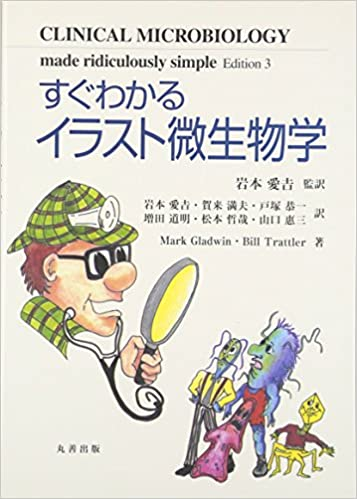 CLINICAL MICROBIOLOGY
made ridiculously simple Edition 3
すぐわかる
イラスト微生物学
岩本 愛吉 監訳
岩本 愛吉・賀来 満夫・戸塚 恭一
増田 道明・松本 哲哉・山口 惠三 訳
Mark Gladwin・Bill Trattler 著
丸善出版